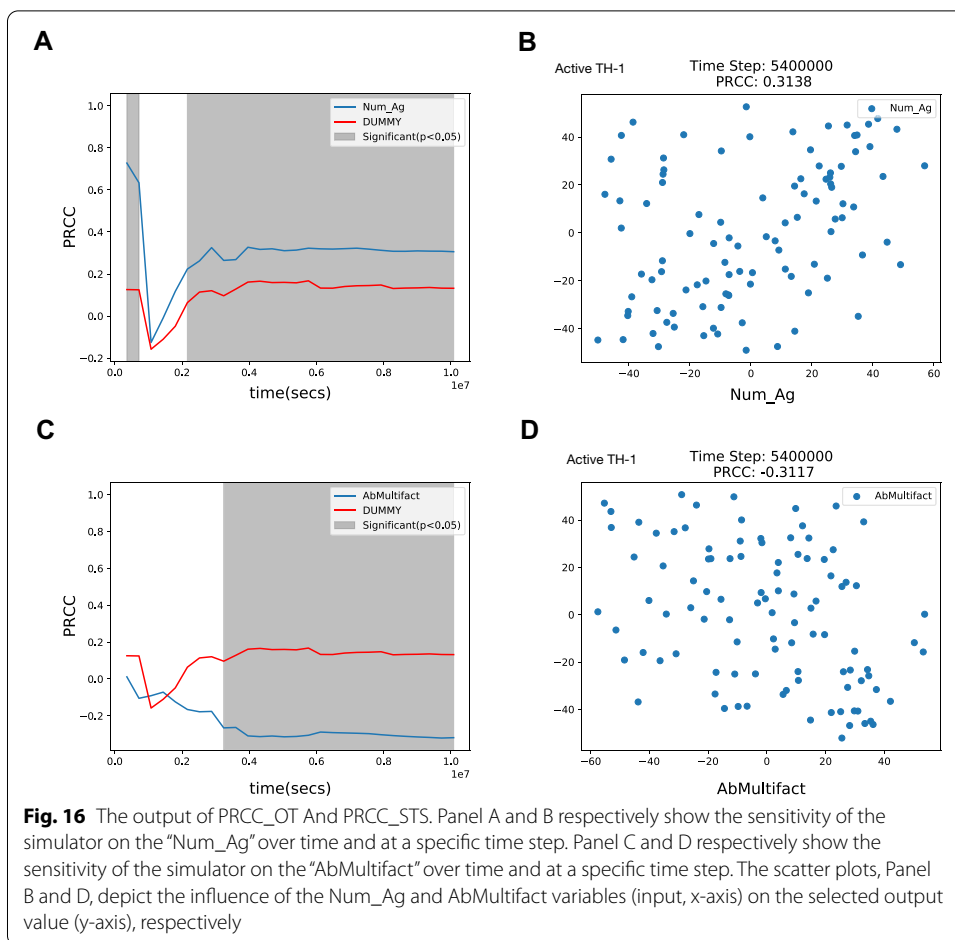 A
1.0
0.8
0.6
0.4
0.2
0.0
−0.2
PRCC
Num_Ag
DUMMY
Significant(p<0.05)
0.0 0.2 0.4 0.6 0.8 1.0
1e7
time(secs)
B
Active TH-1
Time Step: 5400000
PRCC: 0.3138
Num_Ag
40
20
0
−20
−40
−40 −20 0 20 40 60
Num_Ag
C
1.0
0.8
0.6
0.4
0.2
0.0
−0.2
PRCC
AbMultifact
DUMMY
Significant(p<0.05)
0.0 0.2 0.4 0.6 0.8 1.0
1e7
time(secs)
D
Active TH-1
Time Step: 5400000
PRCC: -0.3117
AbMultifact
40
20
0
−20
−40
−60 −40 −20 0 20 40
AbMultifact
Fig. 16 The output of PRCC_OT And PRCC_STS. Panel A and B respectively show the sensitivity of the
simulator on the “Num_Ag” over time and at a specific time step. Panel C and D respectively show the
sensitivity of the simulator on the “AbMultifact” over time and at a specific time step. The scatter plots, Panel
B and D, depict the influence of the Num_Ag and AbMultifact variables (input, x-axis) on the selected output
value (y-axis), respectively